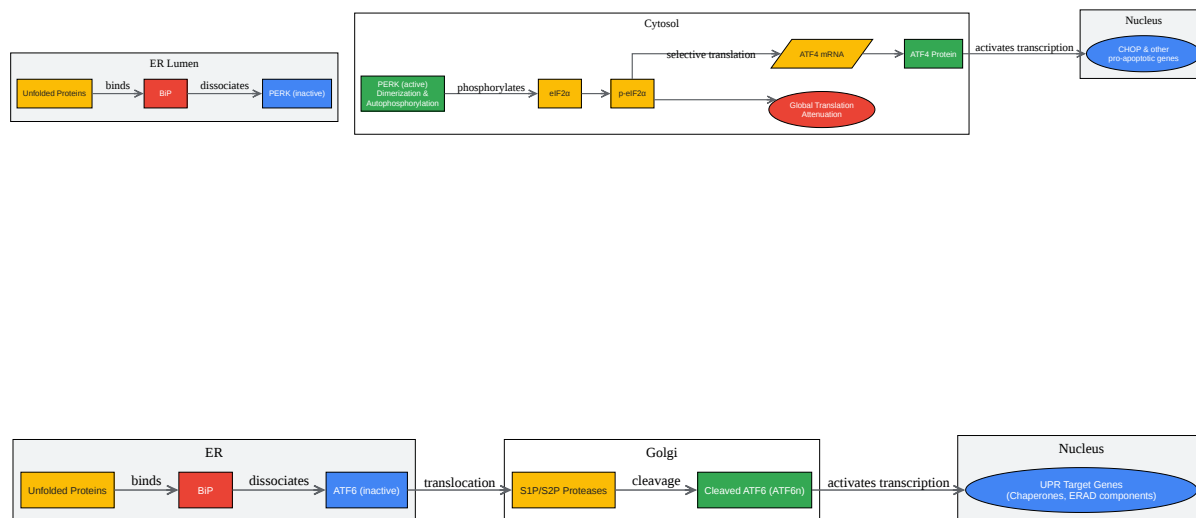 ER Lumen
Unfolded Proteins
binds
BiP
dissociates
PERK (inactive)
Cytosol
PERK (active)
Dimerization &
Autophosphorylation
phosphorylates
eIF2α
p-eIF2α
selective translation
ATF4 mRNA
ATF4 Protein
Global Translation
Attenuation
activates transcription
Nucleus
CHOP & other
pro-apoptotic genes
ER
Unfolded Proteins
binds
BiP
dissociates
ATF6 (inactive)
translocation
Golgi
S1P/S2P Proteases
cleavage
Cleaved ATF6 (ATF6n)
activates transcription
Nucleus
UPR Target Genes
(Chaperones, ERAD components)